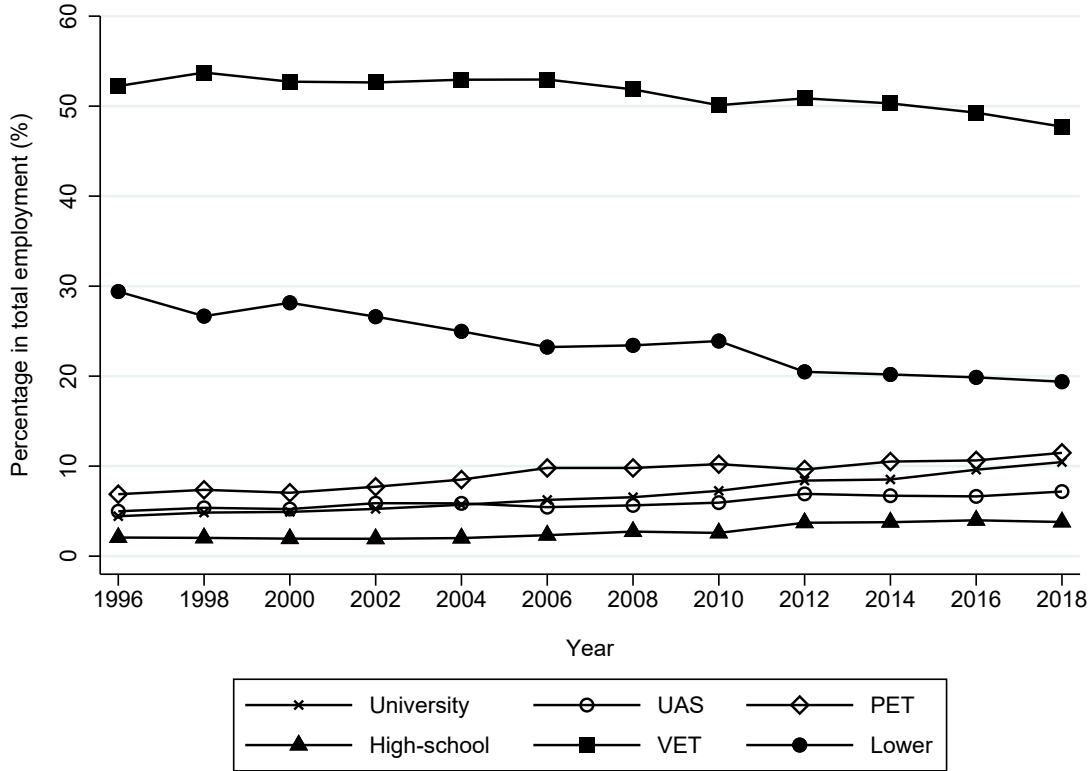 Percentage in total employment (%)
60
50
40
30
20
10
0
1996 1998 2000 2002 2004 2006 2008 2010 2012 2014 2016 2018
Year
University UAS PET
High-school VET Lower